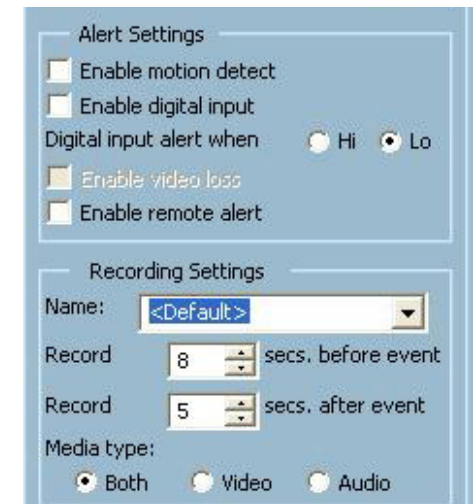 Alert Settings
Enable motion detect
Enable digital input
Digital input alert when Hi Lo
Enable video loss
Enable remote alert
Recording Settings
Name: <Default>
Record 8 secs. before event
Record 5 secs. after event
Media type:
Both Video Audio